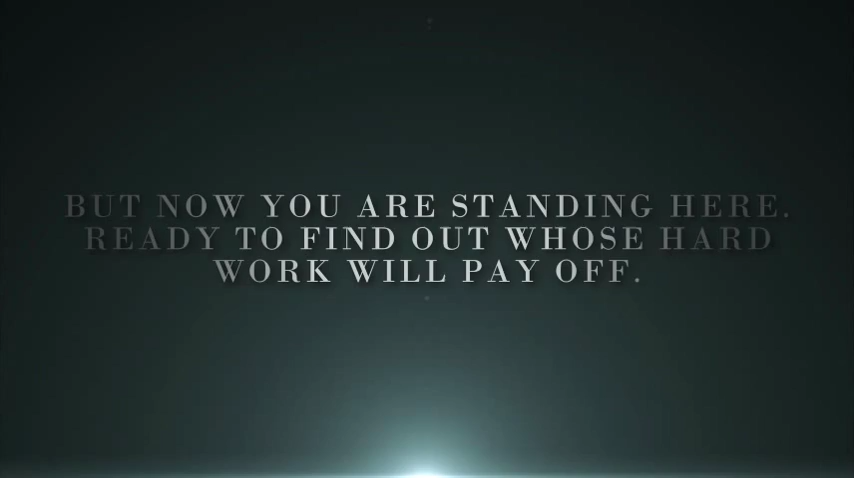 BUT NOW YOU ARE STANDING HERE.
READY TO FIND OUT WHOSE HARD
WORK WILL PAY OFF.